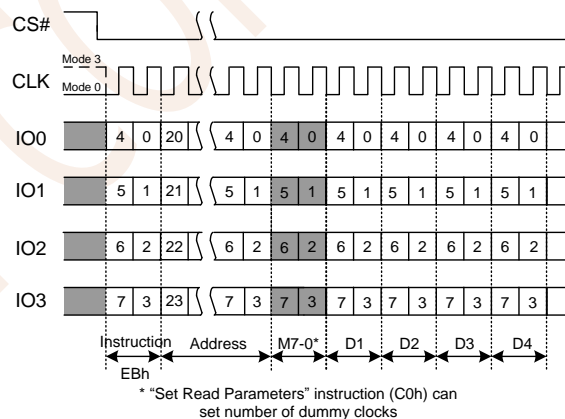 CS#
Mode 3
CLK
Mode 0
IO0 4 0 20 4 0 4 0 4 0 4 0 4 0 4 0
IO1 5 1 21 5 1 5 1 5 1 5 1 5 1 5 1
IO2 6 2 22 6 2 6 2 6 2 6 2 6 2 6 2
IO3 7 3 23 7 3 7 3 7 3 7 3 7 3 7 3
Instruction Address M7-0* D1 D2 D3 D4
EBh
* “Set Read Parameters” instruction (C0h) can
set number of dummy clocks